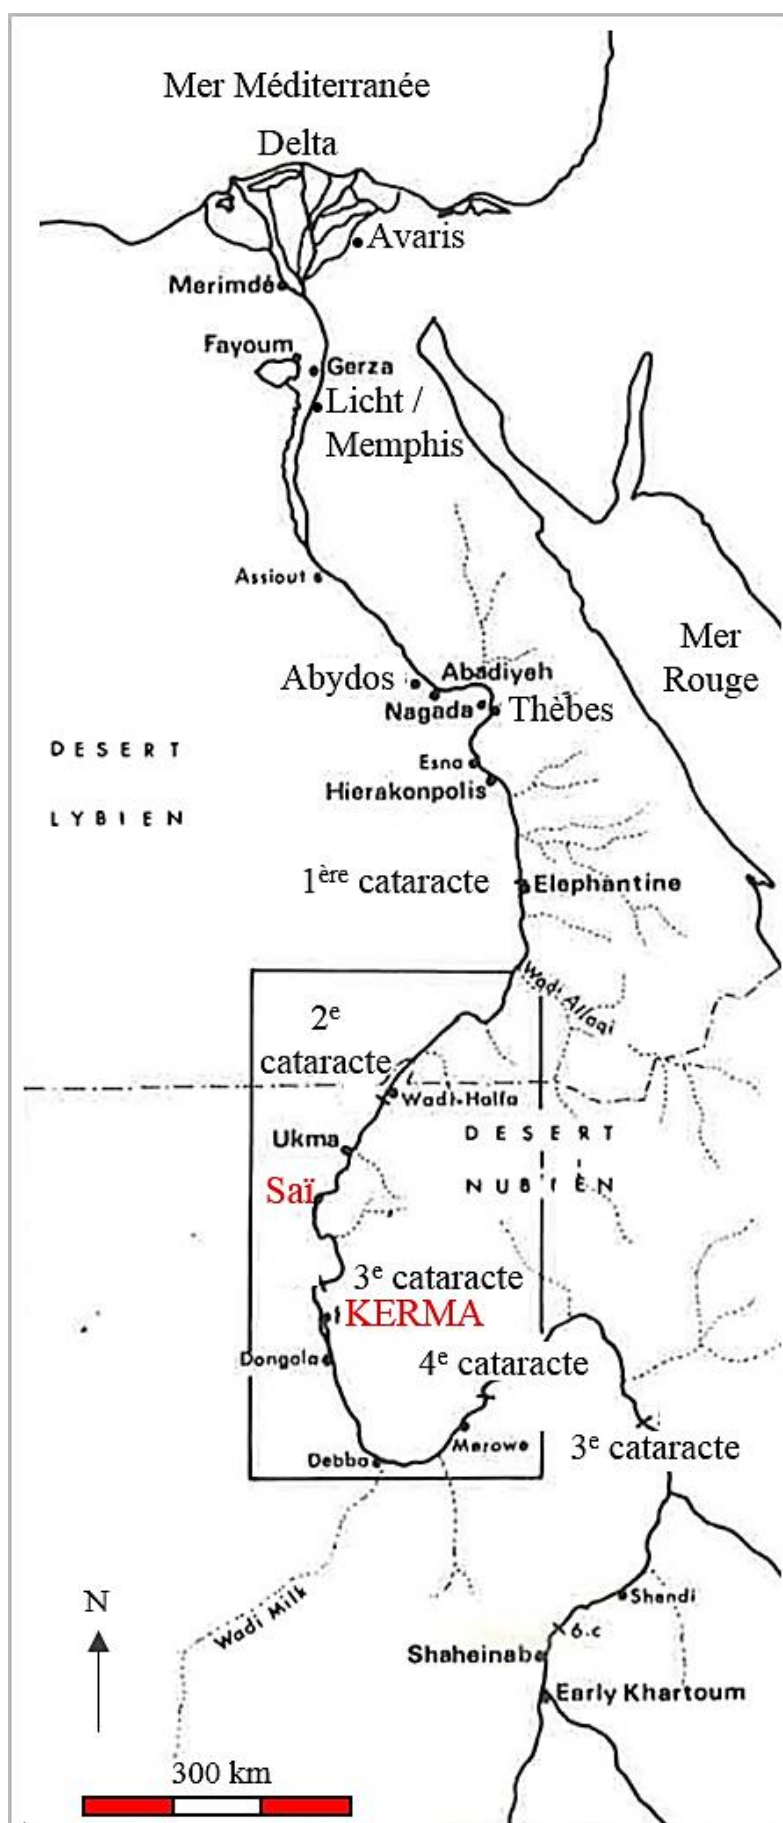 Mer Méditerranée
Delta
Avaris
Merimdé
Fayoum
Gerza
Licht /
Memphis
Assiout
Mer
Rouge
Abydos
Abadiyeh
Nagada
Thèbes
DESERT
LYBIEN
Esna
Hierakonpolis
1ère cataracte
Elephantine
Wadi Allaqi
2e
cataracte
Wadi-Halfa
Ukma
DESERT
NUBIEN
Saï
3e cataracte
KERMA
Dongola
4e cataracte
Merowe
3e cataracte
Debba
Wadi Milk
N
Shendi
6.c
Shaheinab
Early Khartoum
300 km